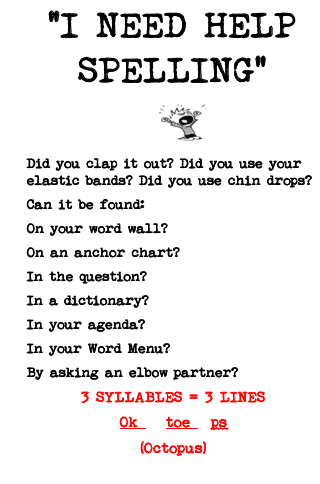 "I NEED HELP
SPELLING"
Did you clap it out? Did you use your
elastic bands? Did you use chin drops?
Can it be found:
On your word wall?
On an anchor chart?
In the question?
In a dictionary?
In your agenda?
In your Word Menu?
By asking an elbow partner?
3 SYLLABLES = 3 LINES
Ok toe ps
(Octopus)